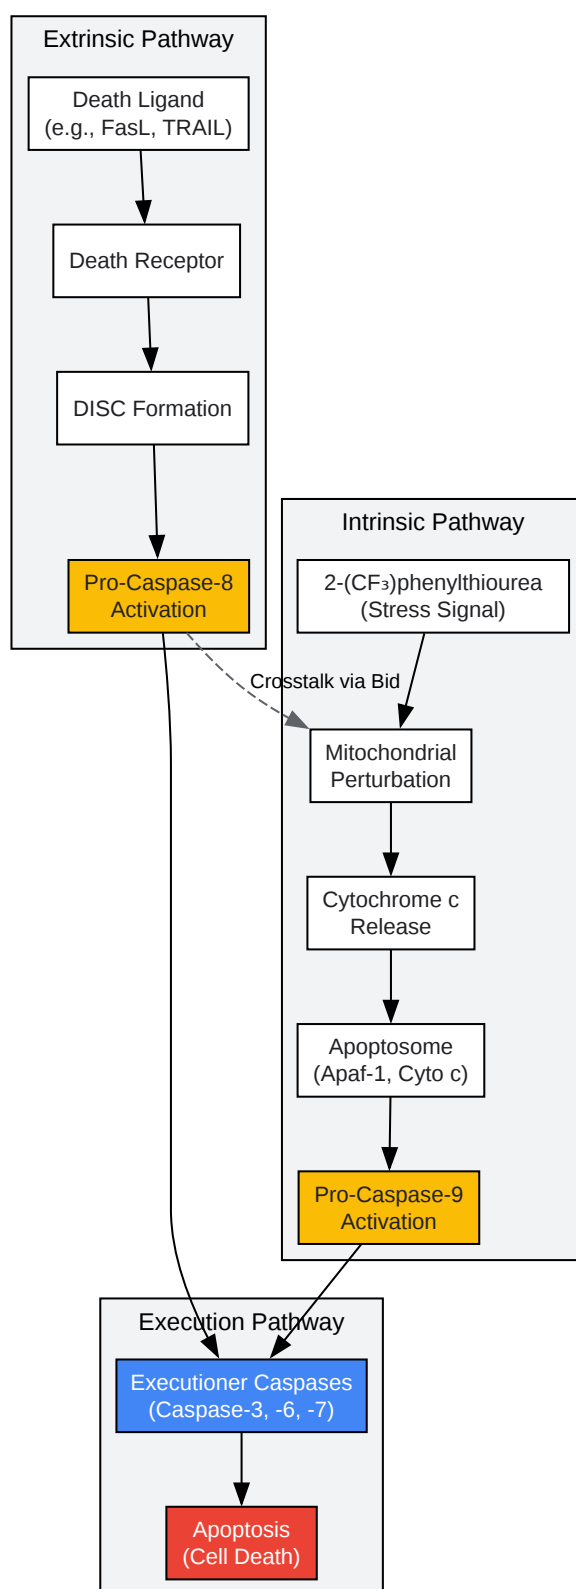 Extrinsic Pathway
Death Ligand
(e.g., FasL, TRAIL)
Death Receptor
DISC Formation
Pro-Caspase-8
Activation
Intrinsic Pathway
2-(CF₃)phenylthiourea
(Stress Signal)
Crosstalk via Bid
Mitochondrial
Perturbation
Cytochrome c
Release
Apoptosome
(Apaf-1, Cyto c)
Pro-Caspase-9
Activation
Execution Pathway
Executioner Caspases
(Caspase-3, -6, -7)
Apoptosis
(Cell Death)